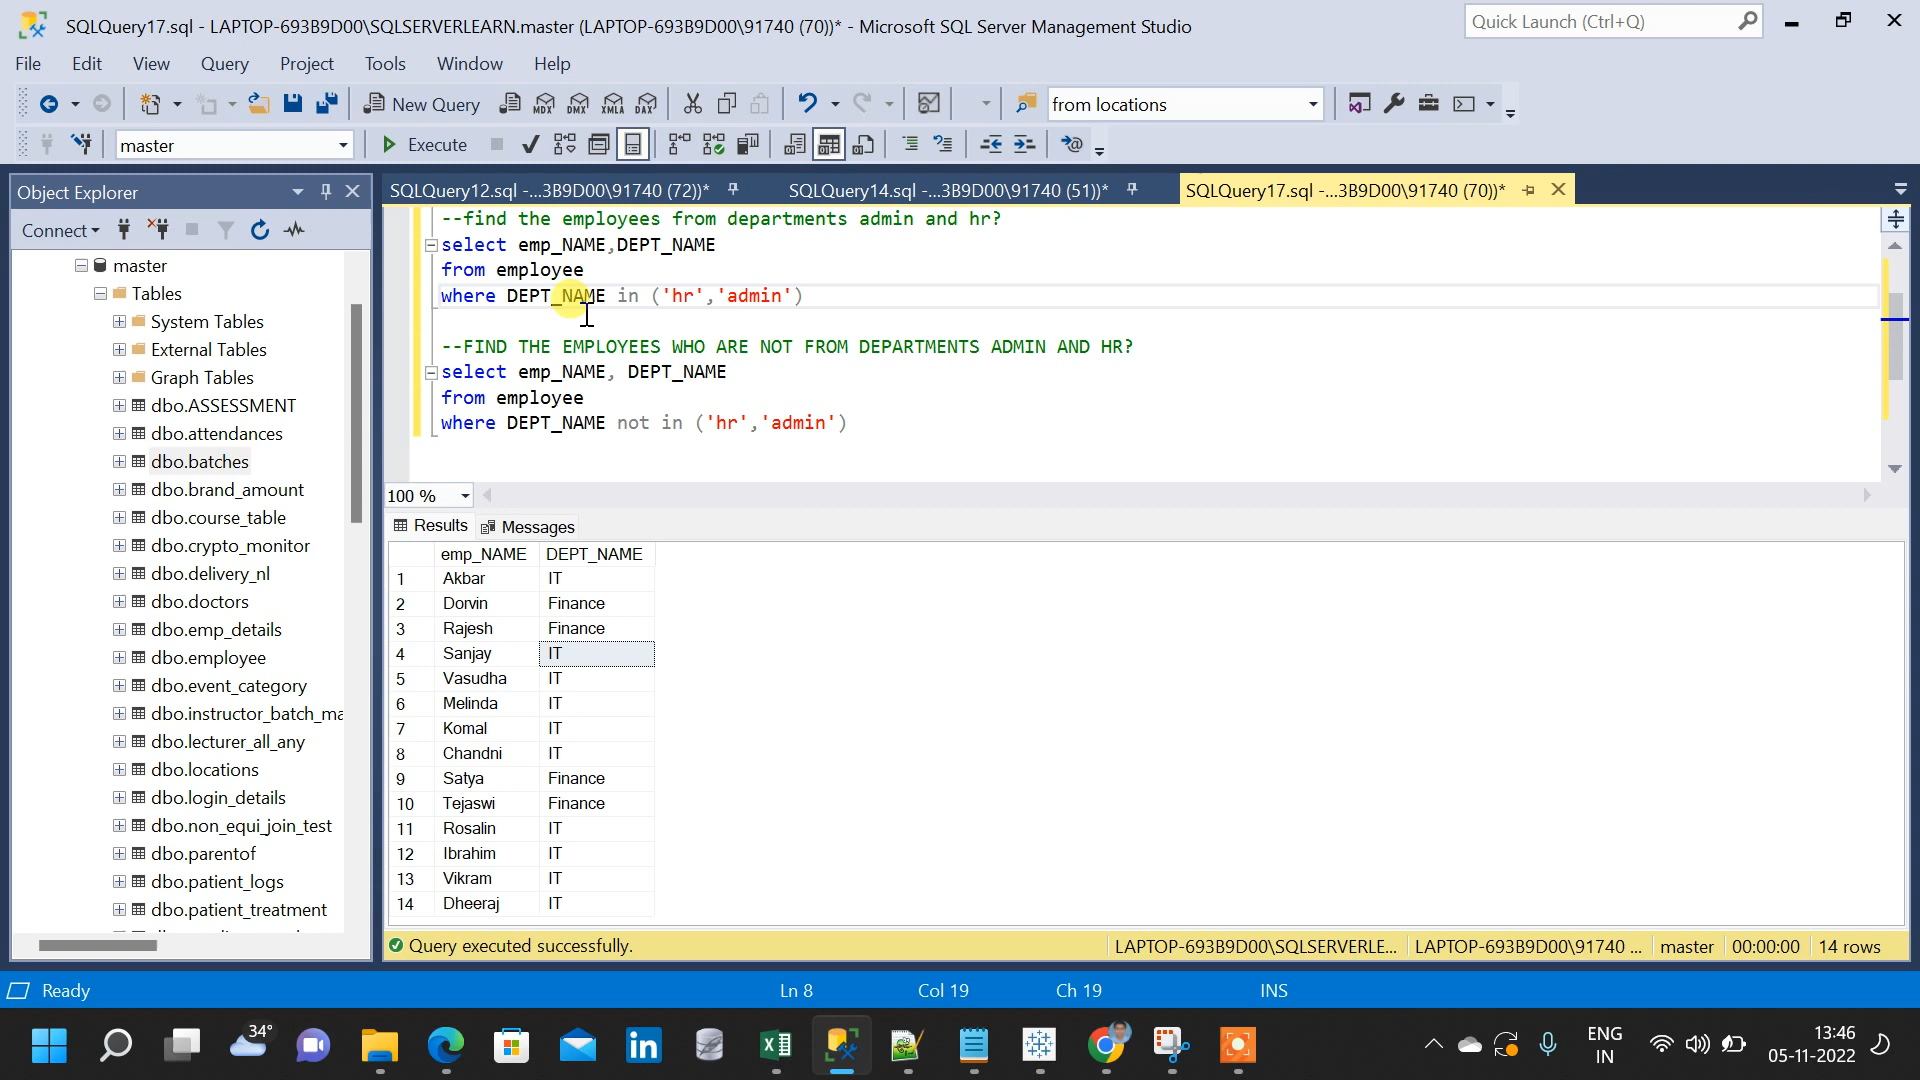 SQLQuery17.sql - LAPTOP-693B9D00\SQLSERVERLEARN.master (LAPTOP-693B9D00\91740 (70))* - Microsoft SQL Server Management Studio
Quick Launch (Ctrl+Q)
File Edit View Query Project Tools Window Help
New Query MDX DMX XMLA DAX from locations
master Execute
Object Explorer
SQLQuery12.sql -...3B9D00\91740 (72))* SQLQuery14.sql -...3B9D00\91740 (51))* SQLQuery17.sql -...3B9D00\91740 (70))*
Connect
master
Tables
System Tables
External Tables
Graph Tables
dbo.ASSESSMENT
dbo.attendances
dbo.batches
dbo.brand_amount
dbo.course_table
dbo.crypto_monitor
dbo.delivery_nl
dbo.doctors
dbo.emp_details
dbo.employee
dbo.event_category
dbo.instructor_batch_ma
dbo.lecturer_all_any
dbo.locations
dbo.login_details
dbo.non_equi_join_test
dbo.parentof
dbo.patient_logs
dbo.patient_treatment
--find the employees from departments admin and hr?
select emp_NAME,DEPT_NAME
from employee
where DEPT_NAME in ('hr','admin')
--FIND THE EMPLOYEES WHO ARE NOT FROM DEPARTMENTS ADMIN AND HR?
select emp_NAME, DEPT_NAME
from employee
where DEPT_NAME not in ('hr','admin')
100 %
Results Messages
emp_NAME DEPT_NAME
1 Akbar IT
2 Dorvin Finance
3 Rajesh Finance
4 Sanjay IT
5 Vasudha IT
6 Melinda IT
7 Komal IT
8 Chandni IT
9 Satya Finance
10 Tejaswi Finance
11 Rosalin IT
12 Ibrahim IT
13 Vikram IT
14 Dheeraj IT
Query executed successfully. LAPTOP-693B9D00\SQLSERVERLE... LAPTOP-693B9D00\91740 ... master 00:00:00 14 rows
Ready Ln 8 Col 19 Ch 19 INS
34°
ENG
IN
13:46
05-11-2022